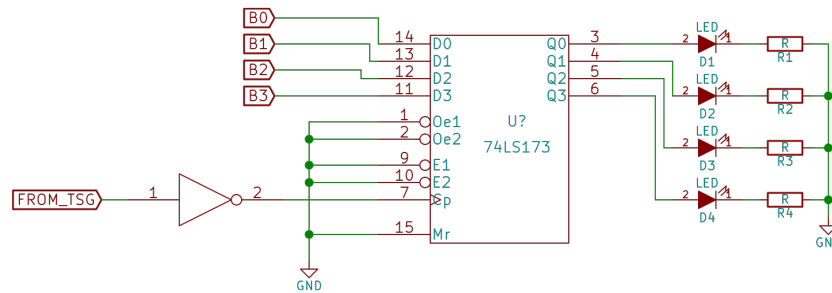 B0
B1
B2
B3
14 D0
13 D1
12 D2
11 D3
1 Oe1
2 Oe2
9 E1
10 E2
7 Cp
15 Mr
U?
74LS173
Q0 3
Q1 4
Q2 5
Q3 6
FROM_TSG 1 2
GND
LED
2 1 R
D1 R1
LED
2 1 R
D2 R2
LED
2 1 R
D3 R3
LED
2 1 R
D4 R4
GND